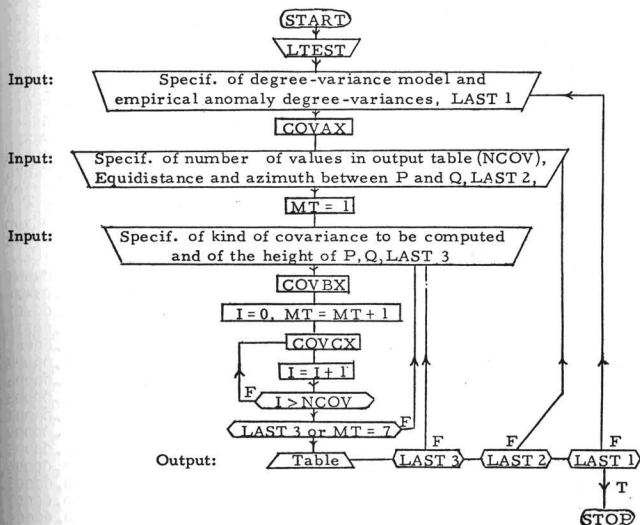 START
LTEST
Input:
Specif. of degree-variance model and
empirical anomaly degree-variances, LAST 1
COVAX
Input:
Specif. of number of values in output table (NCOV),
Equidistance and azimuth between P and Q, LAST 2,
MT = 1
Input:
Specif. of kind of covariance to be computed
and of the height of P, Q, LAST 3
COVBX
I = 0, MT = MT + 1
COVCX
I = I + 1
F
I > NCOV
LAST 3 or MT = 7
F
Output:
Table
F
LAST 3
F
LAST 2
F
LAST 1
T
STOP